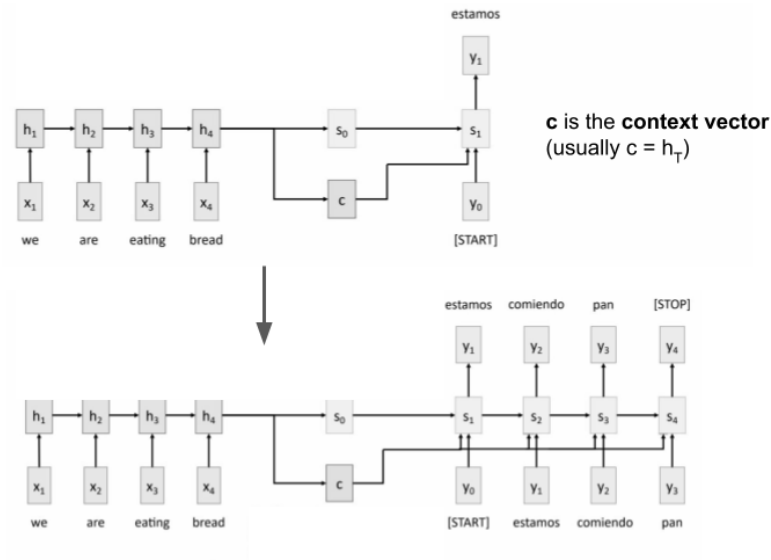 estamos
y₁
h₁ h₂ h₃ h₄ s₀ s₁
c is the context vector
(usually c = h_T)
x₁ x₂ x₃ x₄ c y₀
we are eating bread [START]
estamos comiendo pan [STOP]
y₁ y₂ y₃ y₄
h₁ h₂ h₃ h₄ s₀ s₁ s₂ s₃ s₄
x₁ x₂ x₃ x₄ c y₀ y₁ y₂ y₃
we are eating bread [START] estamos comiendo pan